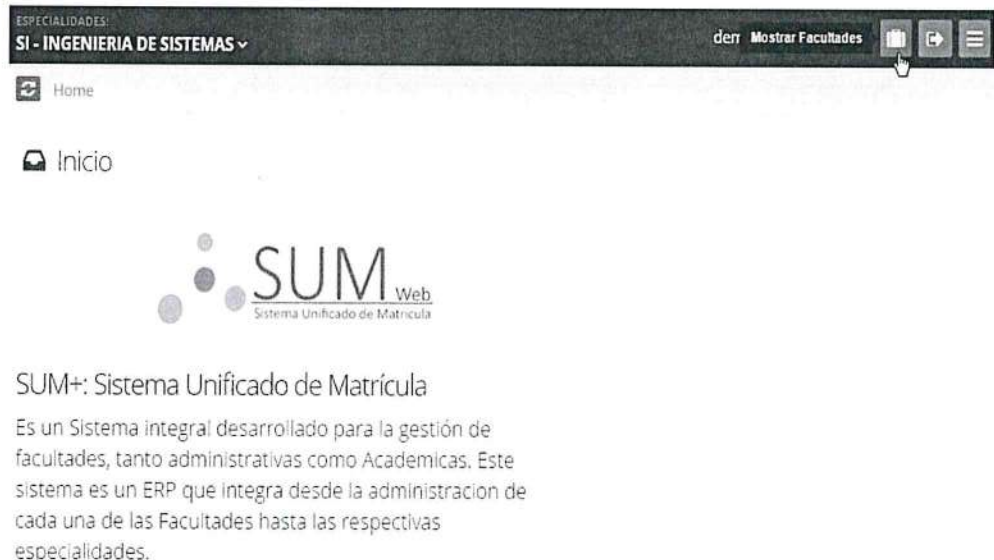 ESPECIALIDADES:
SI - INGENIERIA DE SISTEMAS
dem Mostrar Facultades
Home
Inicio
SUM Web
Sistema Unificado de Matricula
SUM+: Sistema Unificado de Matrícula
Es un Sistema integral desarrollado para la gestión de
facultades, tanto administrativas como Academicas. Este
sistema es un ERP que integra desde la administracion de
cada una de las Facultades hasta las respectivas
especialidades.